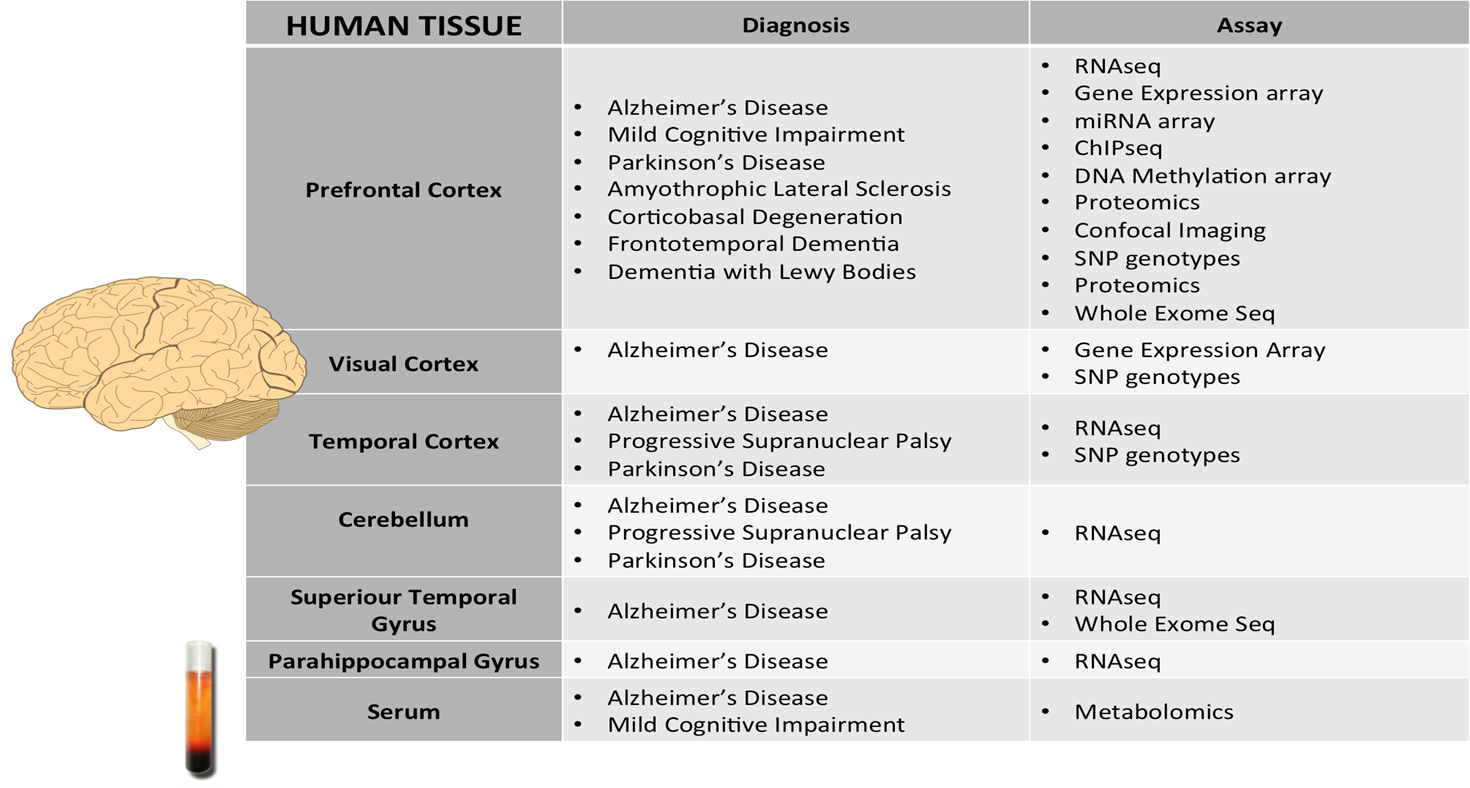 HUMAN TISSUE
Diagnosis
Assay
Prefrontal Cortex
• Alzheimer’s Disease
• Mild Cognitive Impairment
• Parkinson’s Disease
• Amyothrophic Lateral Sclerosis
• Corticobasal Degeneration
• Frontotemporal Dementia
• Dementia with Lewy Bodies
• RNAseq
• Gene Expression array
• miRNA array
• ChIPseq
• DNA Methylation array
• Proteomics
• Confocal Imaging
• SNP genotypes
• Proteomics
• Whole Exome Seq
Visual Cortex
• Alzheimer’s Disease
• Gene Expression Array
• SNP genotypes
Temporal Cortex
• Alzheimer’s Disease
• Progressive Supranuclear Palsy
• Parkinson’s Disease
• RNAseq
• SNP genotypes
Cerebellum
• Alzheimer’s Disease
• Progressive Supranuclear Palsy
• Parkinson’s Disease
• RNAseq
Superiour Temporal
Gyrus
• Alzheimer’s Disease
• RNAseq
• Whole Exome Seq
Parahippocampal Gyrus
• Alzheimer’s Disease
• RNAseq
Serum
• Alzheimer’s Disease
• Mild Cognitive Impairment
• Metabolomics